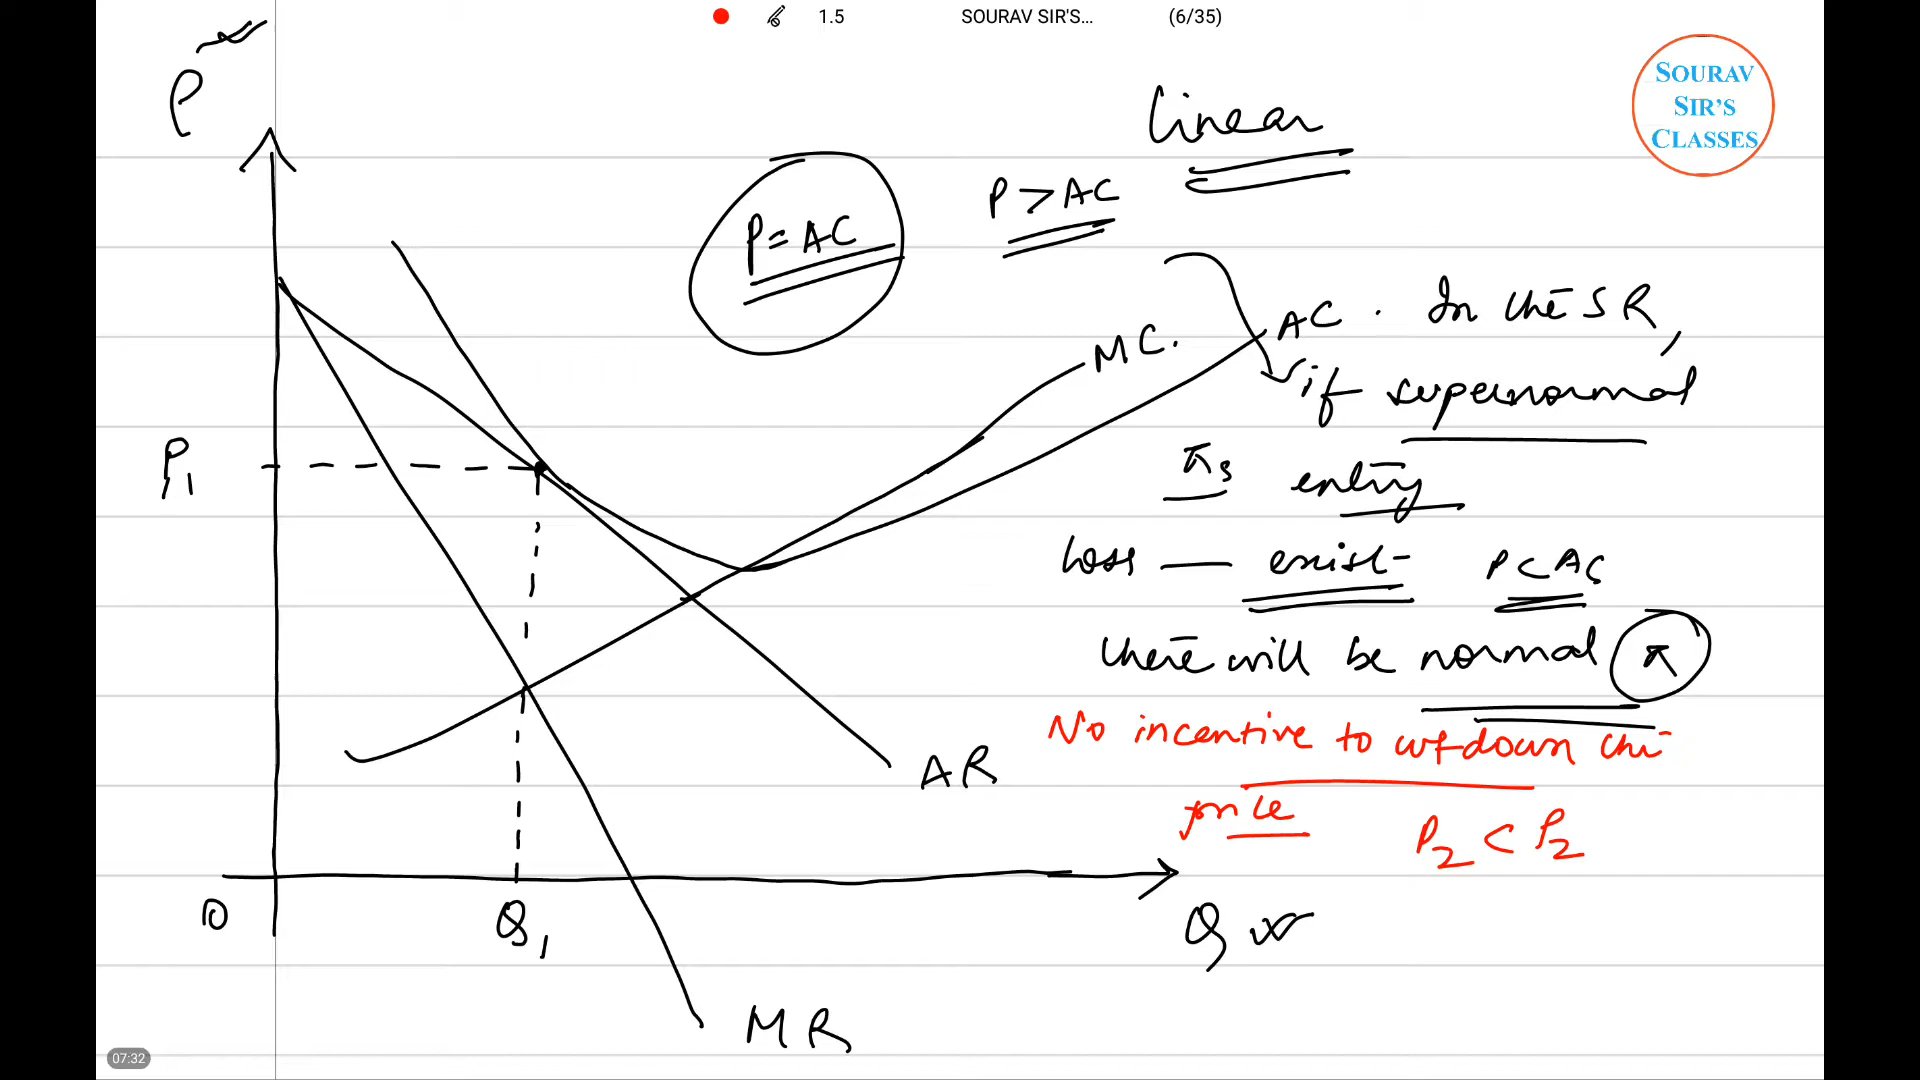 1.5 SOURAV SIR'S... (6/35)
SOURAV
SIR'S
CLASSES
P
Linear
P = AC
P > AC
MC.
AC. In the SR,
if supernormal
πs entry
loss — exist P < AC
there will be normal π
No incentive to cut down the
price P2 < P2
P1
AR
O
Q1
Q
MR
07:32